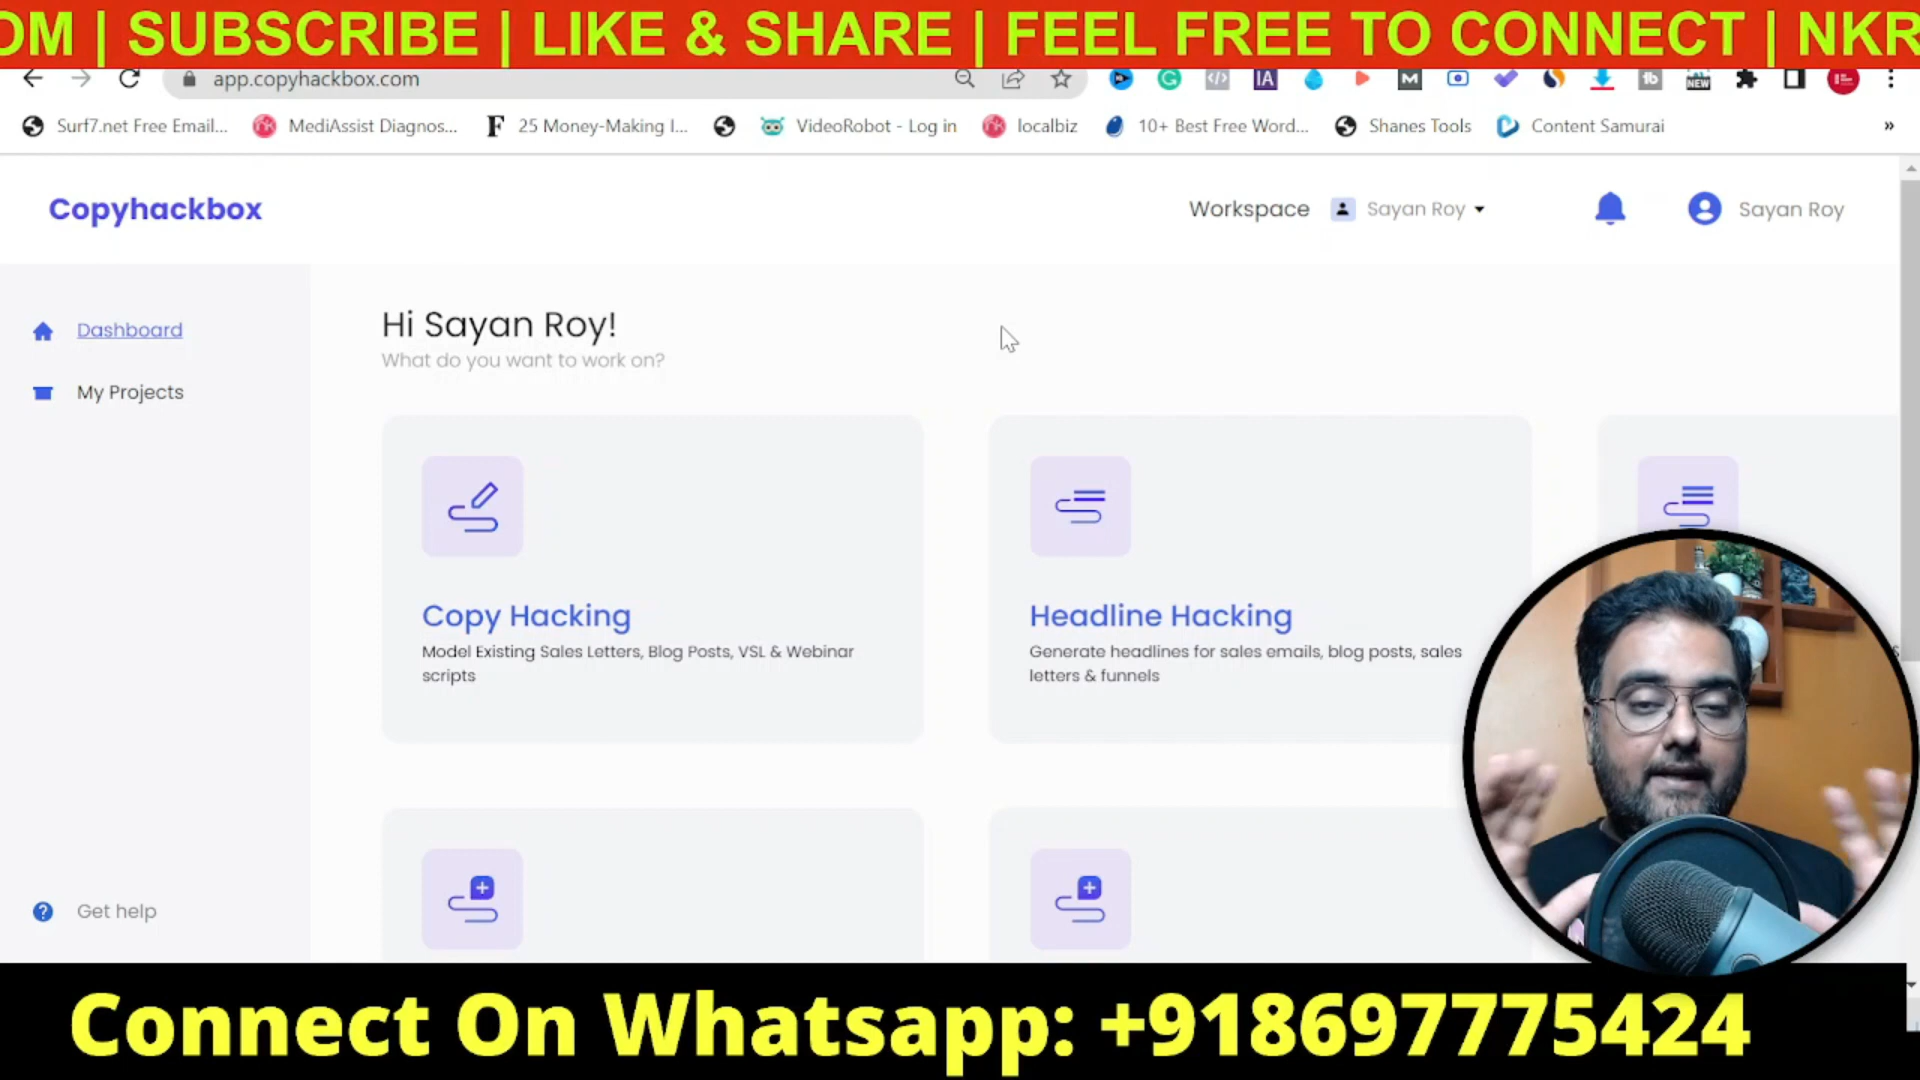 OM | SUBSCRIBE | LIKE & SHARE | FEEL FREE TO CONNECT | NKR
app.copyhackbox.com
Surf7.net Free Email... MediAssist Diagnos... 25 Money-Making I... VideoRobot - Log in localbiz 10+ Best Free Word... Shanes Tools Content Samurai »
Copyhackbox Workspace Sayan Roy Sayan Roy
Dashboard
My Projects
Get help
Hi Sayan Roy!
What do you want to work on?
Copy Hacking
Model Existing Sales Letters, Blog Posts, VSL & Webinar
scripts
Headline Hacking
Generate headlines for sales emails, blog posts, sales
letters & funnels
Connect On Whatsapp: +918697775424